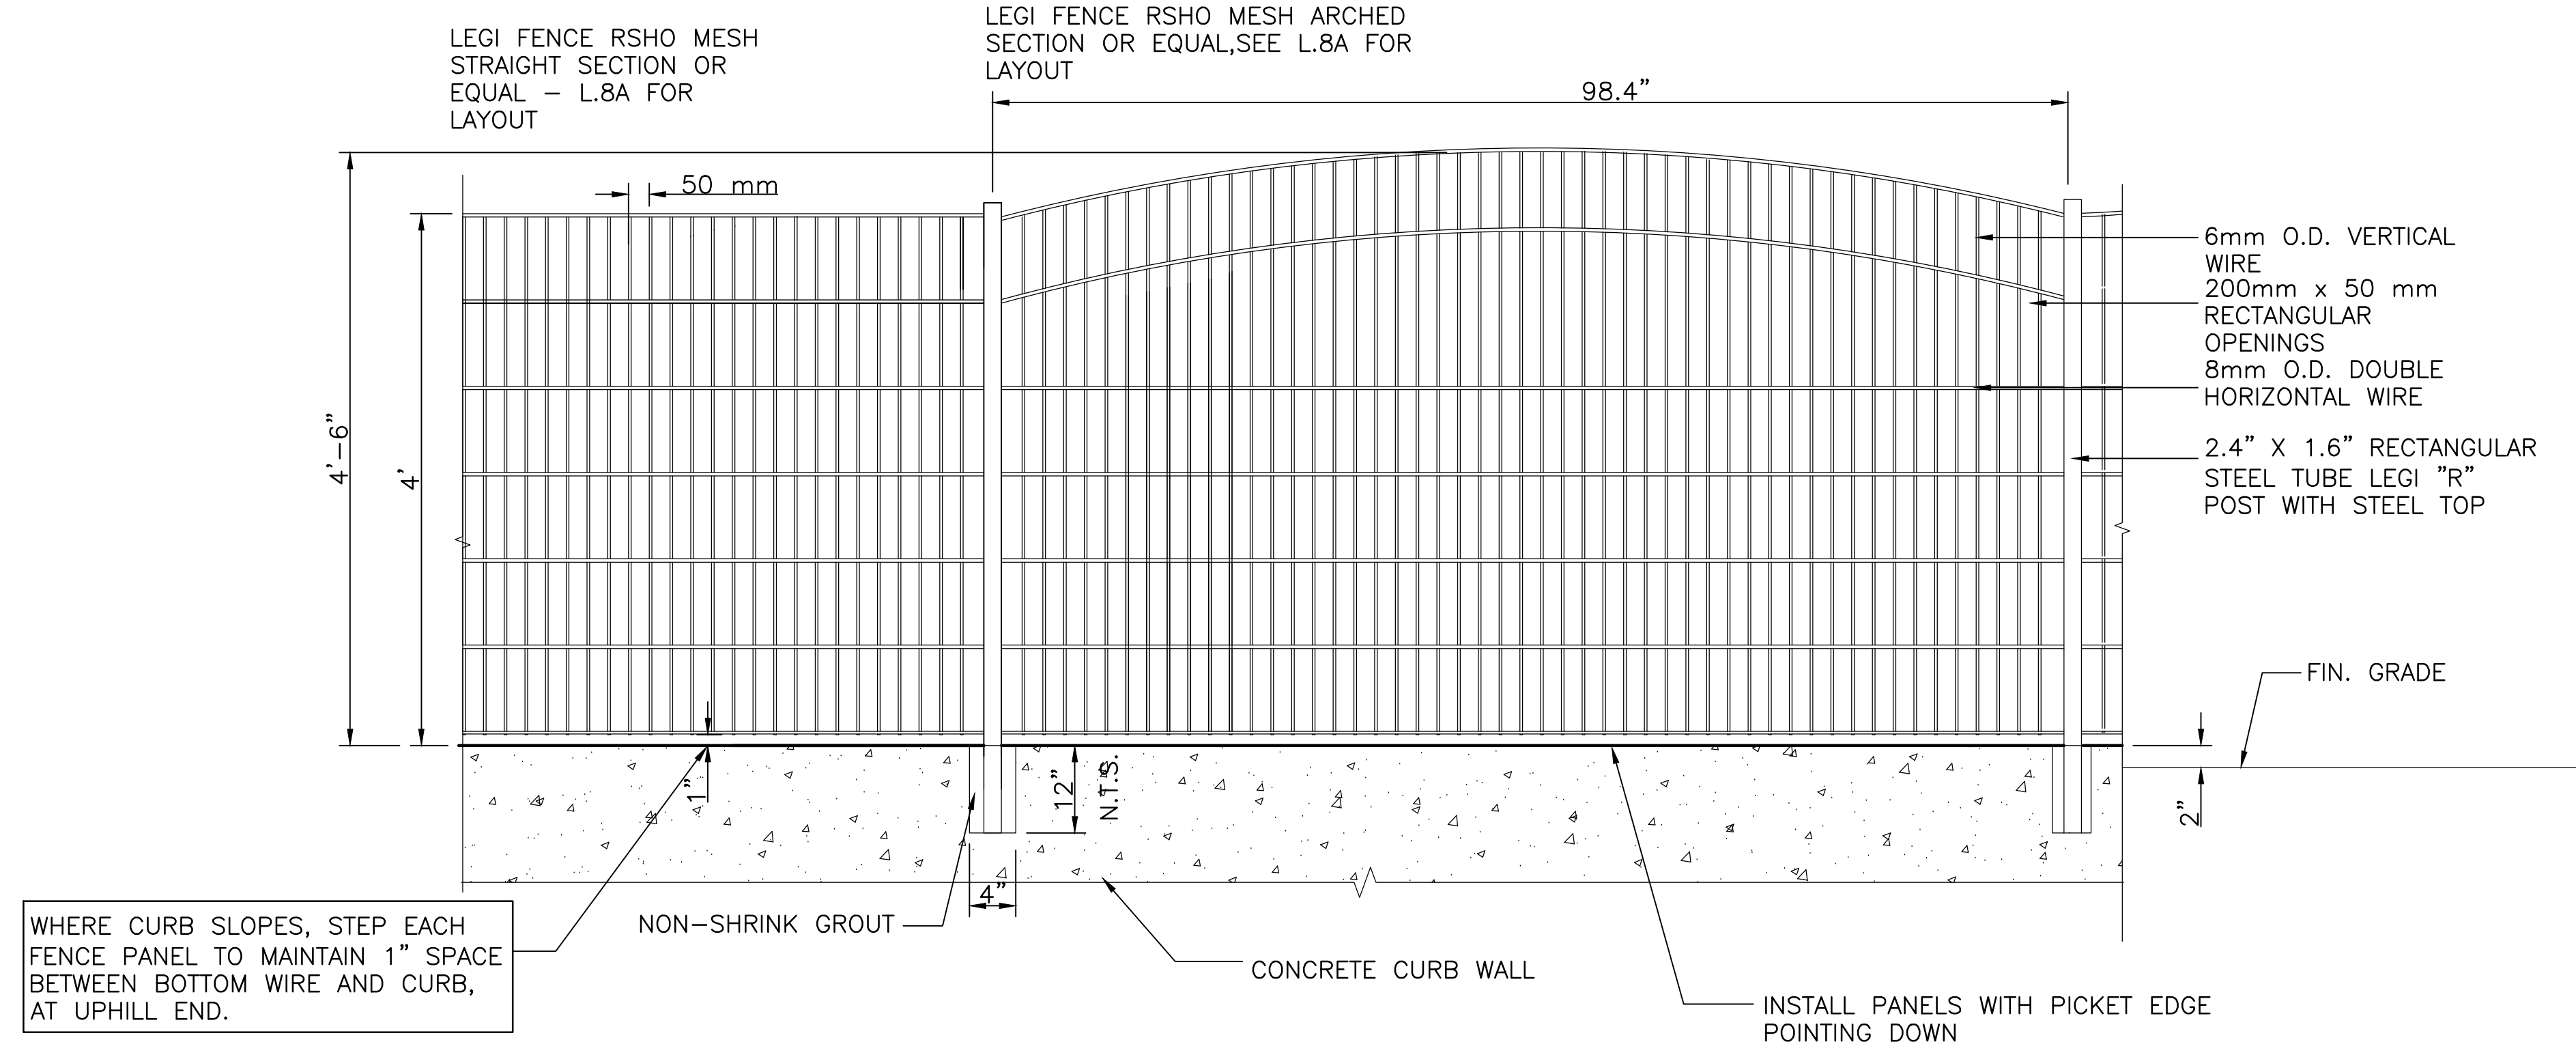 LEGI FENCE RSHO MESH
STRAIGHT SECTION OR
EQUAL – L.8A FOR
LAYOUT
LEGI FENCE RSHO MESH ARCHED
SECTION OR EQUAL,SEE L.8A FOR
LAYOUT
98.4”
50 mm
4'-6”
4'
6mm O.D. VERTICAL
WIRE
200mm x 50 mm
RECTANGULAR
OPENINGS
8mm O.D. DOUBLE
HORIZONTAL WIRE
2.4” X 1.6” RECTANGULAR
STEEL TUBE LEGI ”R”
POST WITH STEEL TOP
FIN. GRADE
1”
12”
N.T.S.
2”
4”
WHERE CURB SLOPES, STEP EACH
FENCE PANEL TO MAINTAIN 1” SPACE
BETWEEN BOTTOM WIRE AND CURB,
AT UPHILL END.
NON-SHRINK GROUT
CONCRETE CURB WALL
INSTALL PANELS WITH PICKET EDGE
POINTING DOWN